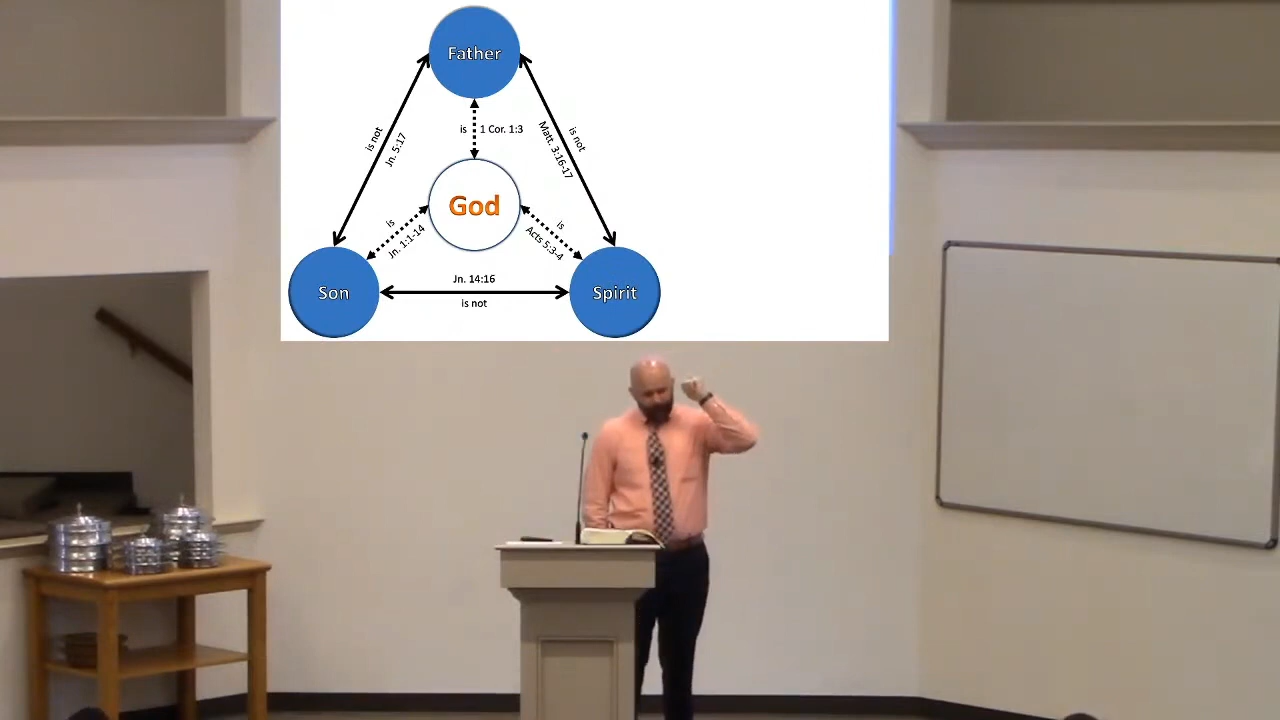 Father
is 1 Cor. 1:3
is not
Jn. 5:17
is not
Matt. 3:16-17
God
is
Jn. 1:1-14
is
Acts 5:3-4
Son
Jn. 14:16
is not
Spirit